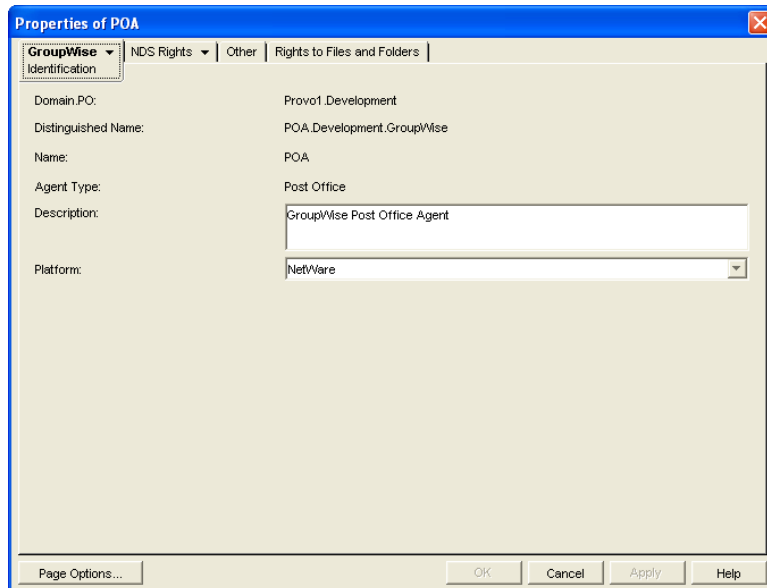 Properties of POA
GroupWise NDS Rights Other Rights to Files and Folders
Identification
Domain.PO: Provo1.Development
Distinguished Name: POA.Development.GroupWise
Name: POA
Agent Type: Post Office
Description: GroupWise Post Office Agent
Platform: NetWare
Page Options... OK Cancel Apply Help